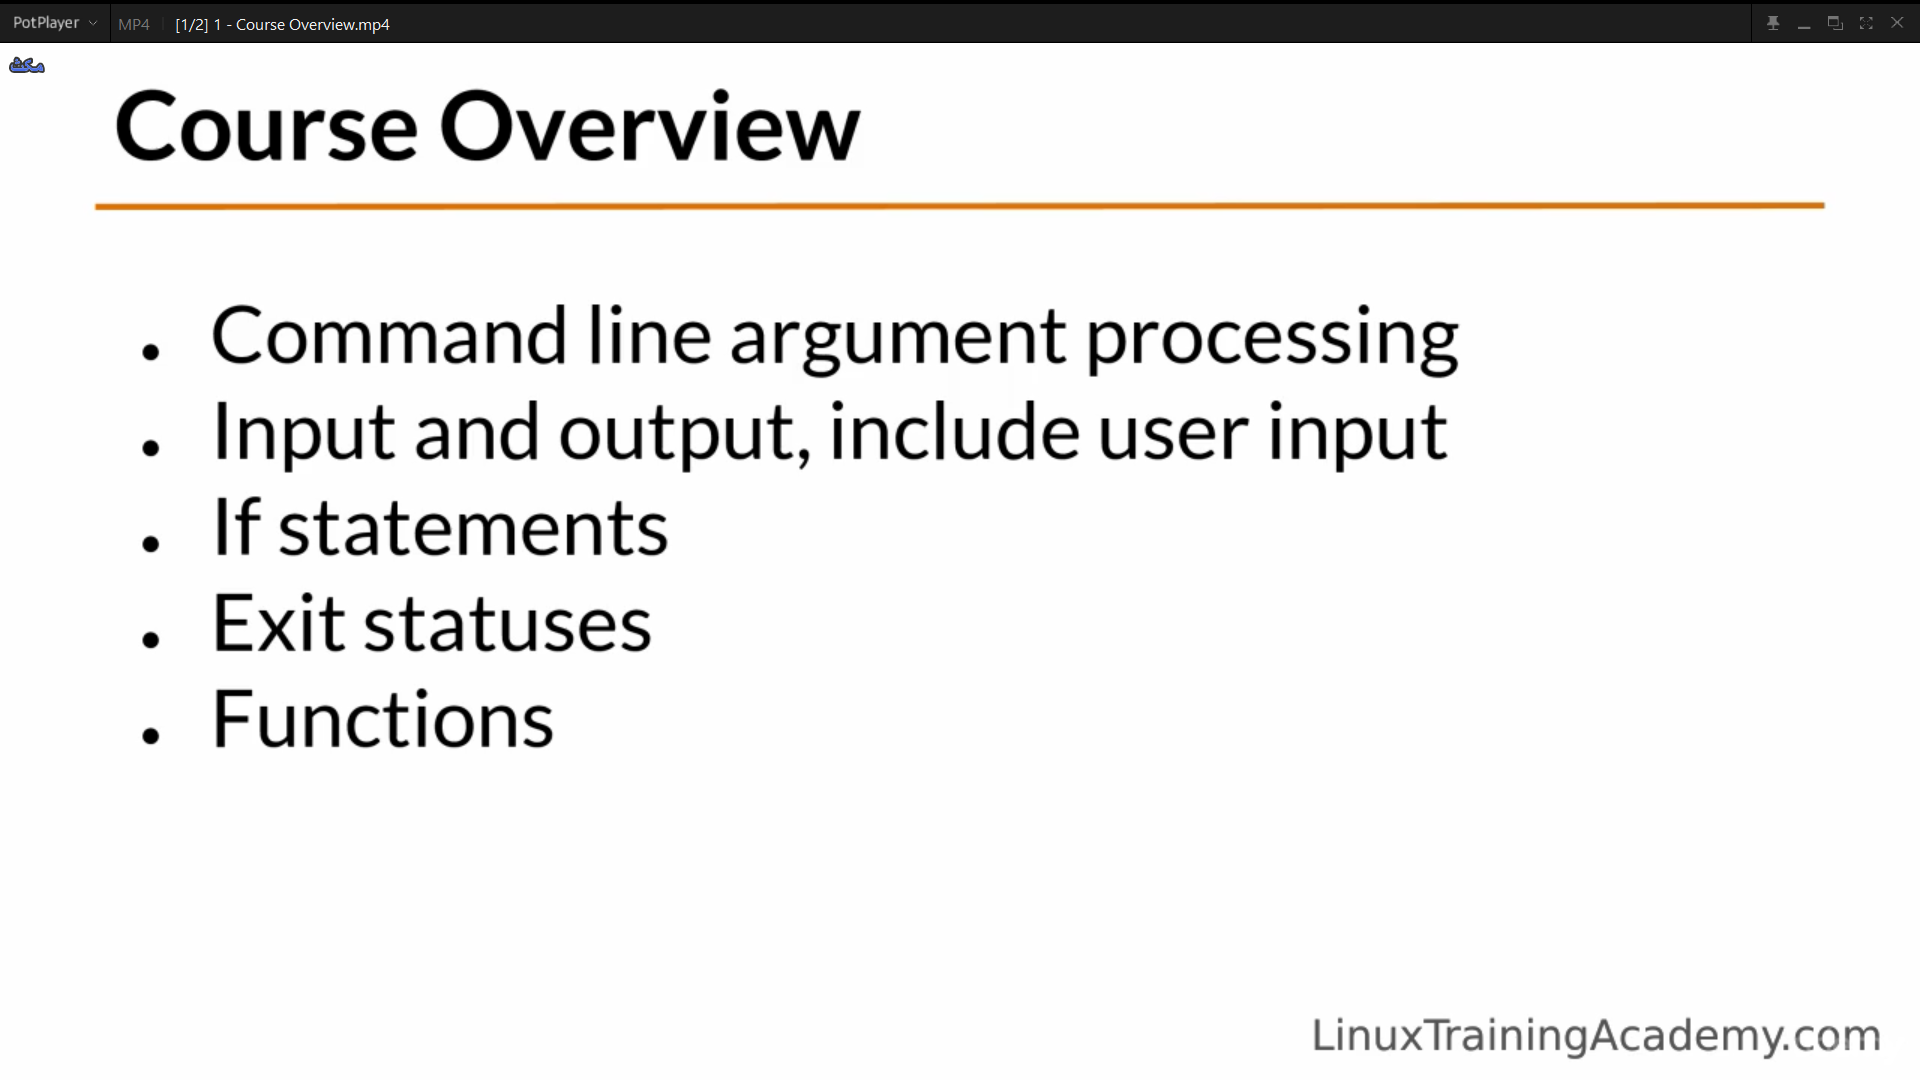 PotPlayer MP4 [1/2] 1 - Course Overview.mp4
مكث
Course Overview
• Command line argument processing
• Input and output, include user input
• If statements
• Exit statuses
• Functions
LinuxTrainingAcademy.com